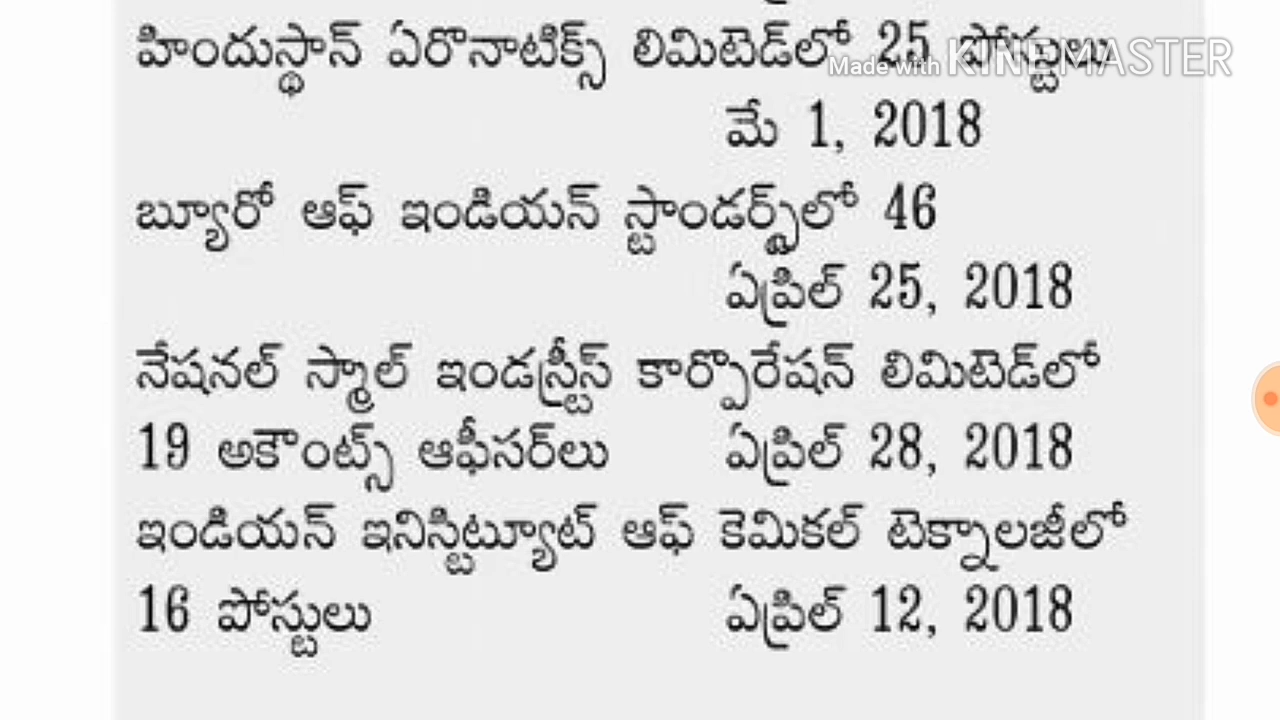 హిందుస్థాన్ ఏరొనాటిక్స్ లిమిటెడ్‌లో 25 పోస్టులు
Made with KINEMASTER
మే 1, 2018
బ్యూరో ఆఫ్ ఇండియన్ స్టాండర్డ్స్‌లో 46
ఏప్రిల్ 25, 2018
నేషనల్ స్మాల్ ఇండస్ట్రీస్ కార్పొరేషన్ లిమిటెడ్‌లో
19 అకౌంట్స్ ఆఫీసర్‌లు ఏప్రిల్ 28, 2018
ఇండియన్ ఇనిస్టిట్యూట్ ఆఫ్ కెమికల్ టెక్నాలజీలో
16 పోస్టులు ఏప్రిల్ 12, 2018